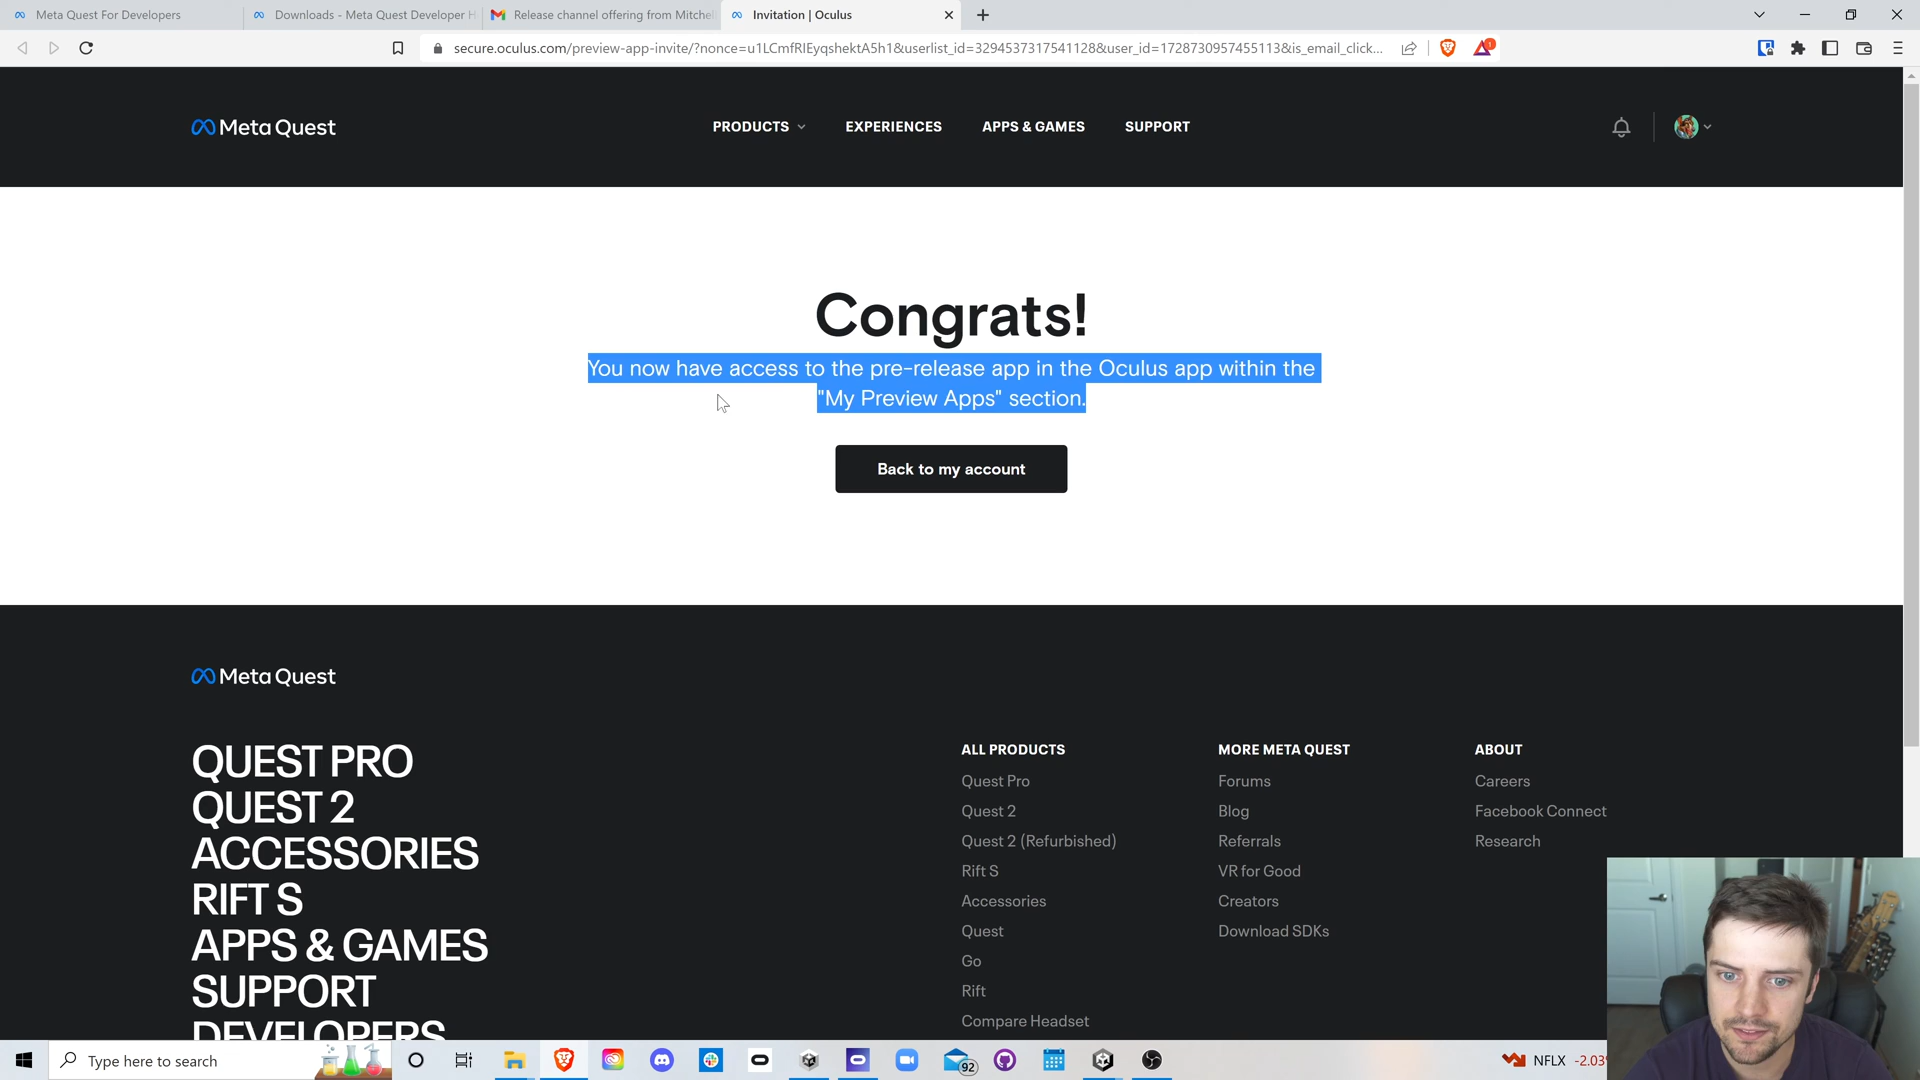 Meta Quest For Developers
Downloads - Meta Quest Developer H
Release channel offering from Mitchel
Invitation | Oculus
secure.oculus.com/preview-app-invite/?nonce=u1LCmfRIEyqshektA5h1&userlist_id=3294537317541128&user_id=1728730957455113&is_email_click...
1
Meta Quest
PRODUCTS
EXPERIENCES
APPS & GAMES
SUPPORT
Congrats!
You now have access to the pre-release app in the Oculus app within the
"My Preview Apps" section.
Back to my account
Meta Quest
QUEST PRO
QUEST 2
ACCESSORIES
RIFT S
APPS & GAMES
SUPPORT
DEVELOPERS
ALL PRODUCTS
Quest Pro
Quest 2
Quest 2 (Refurbished)
Rift S
Accessories
Quest
Go
Rift
Compare Headset
MORE META QUEST
Forums
Blog
Referrals
VR for Good
Creators
Download SDKs
ABOUT
Careers
Facebook Connect
Research
Type here to search
92
NFLX -2.03